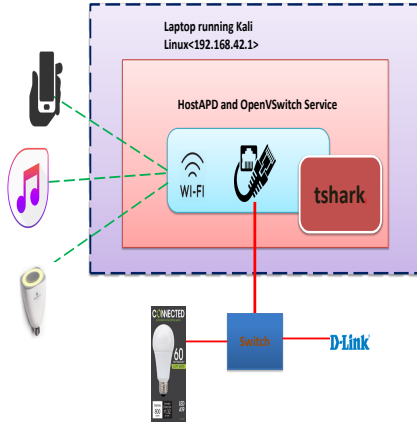 Laptop running Kali
Linux<192.168.42.1>
HostAPD and OpenVSwitch Service
WI-FI
tshark
CONNECTED
60
800
Switch
D-Link